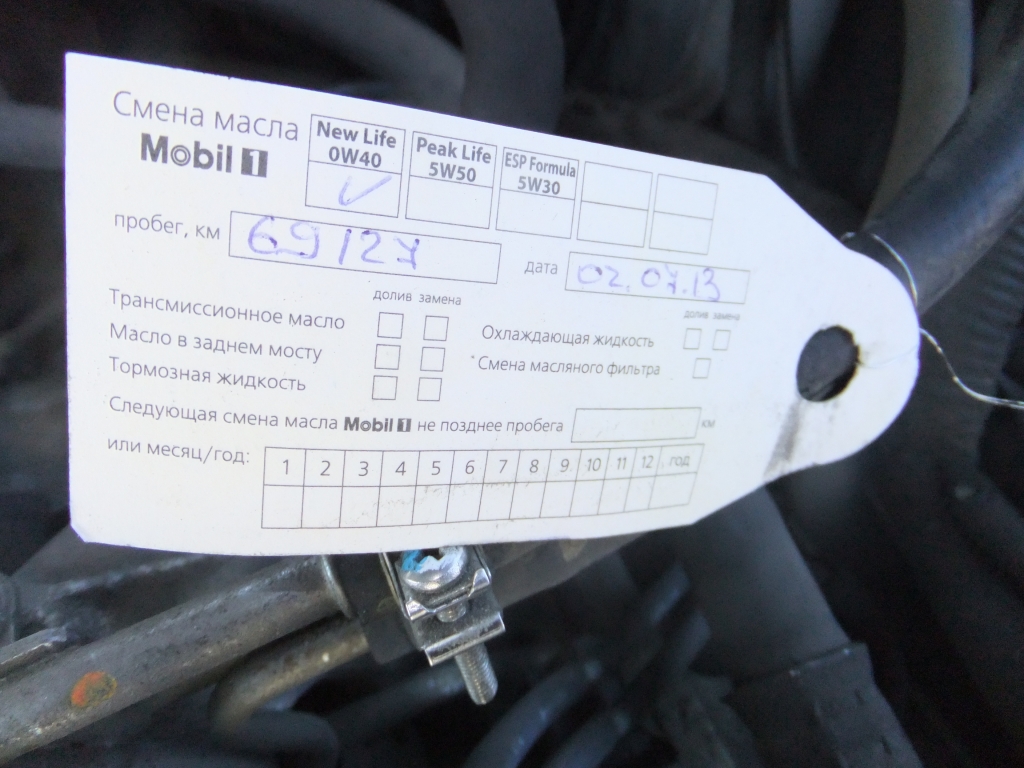 Смена масла
Mobil 1
New Life
0W40
Peak Life
5W50
ESP Formula
5W30
пробег, км 69127 дата 02.07.13
долив замена
долив замена
Трансмиссионное масло
Охлаждающая жидкость
Масло в заднем мосту
*Смена масляного фильтра
Тормозная жидкость
Следующая смена масла Mobil 1 не позднее пробега км
или месяц/год: 1 2 3 4 5 6 7 8 9 10 11 12 год